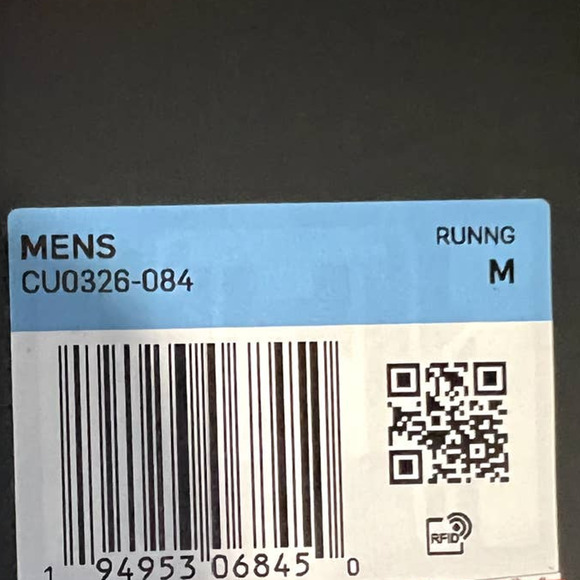 MENS
RUNNG
CU0326-084
M
RFID
1 94953 06845 0